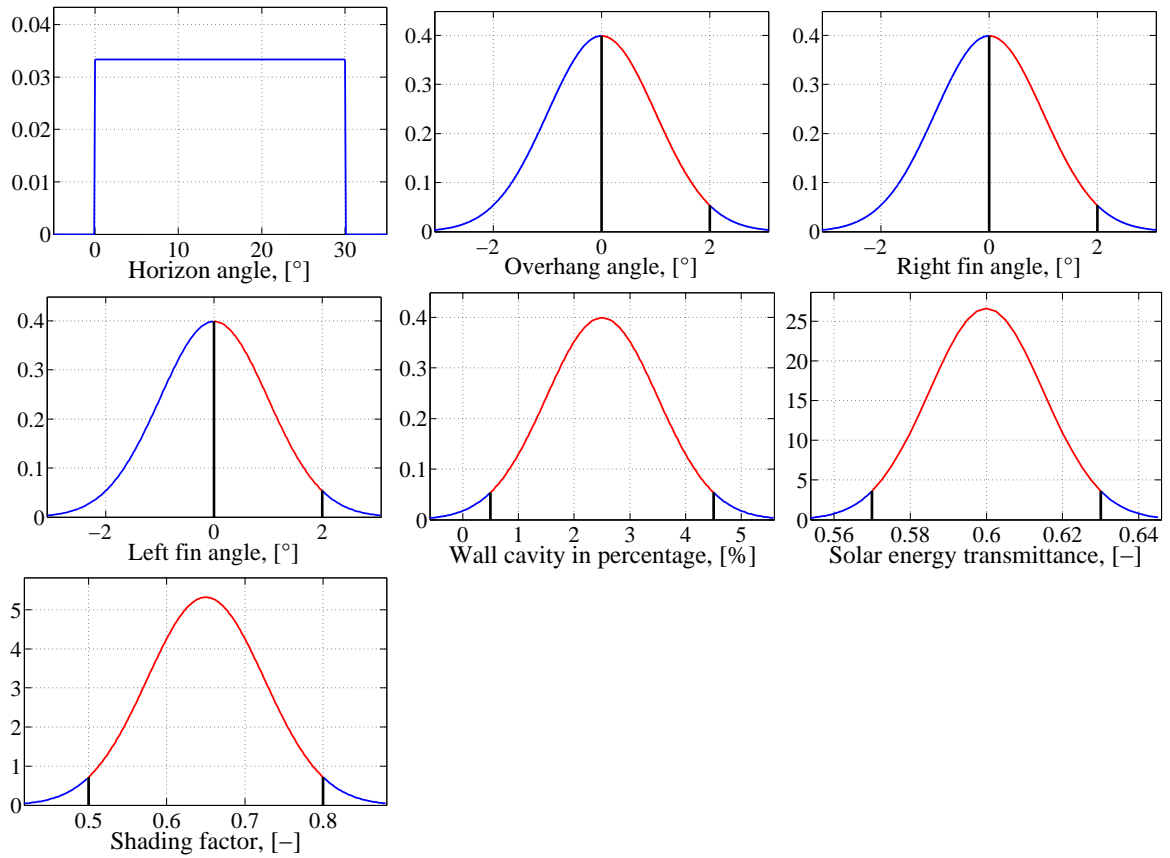 0.04
0.03
0.02
0.01
0
0 10 20 30
Horizon angle, [°]
0.4
0.3
0.2
0.1
0
−2 0 2
Overhang angle, [°]
0.4
0.3
0.2
0.1
0
−2 0 2
Right fin angle, [°]
0.4
0.3
0.2
0.1
0
−2 0 2
Left fin angle, [°]
0.4
0.3
0.2
0.1
0
0 1 2 3 4 5
Wall cavity in percentage, [%]
25
20
15
10
5
0
0.56 0.58 0.6 0.62 0.64
Solar energy transmittance, [−]
5
4
3
2
1
0
0.5 0.6 0.7 0.8
Shading factor, [−]